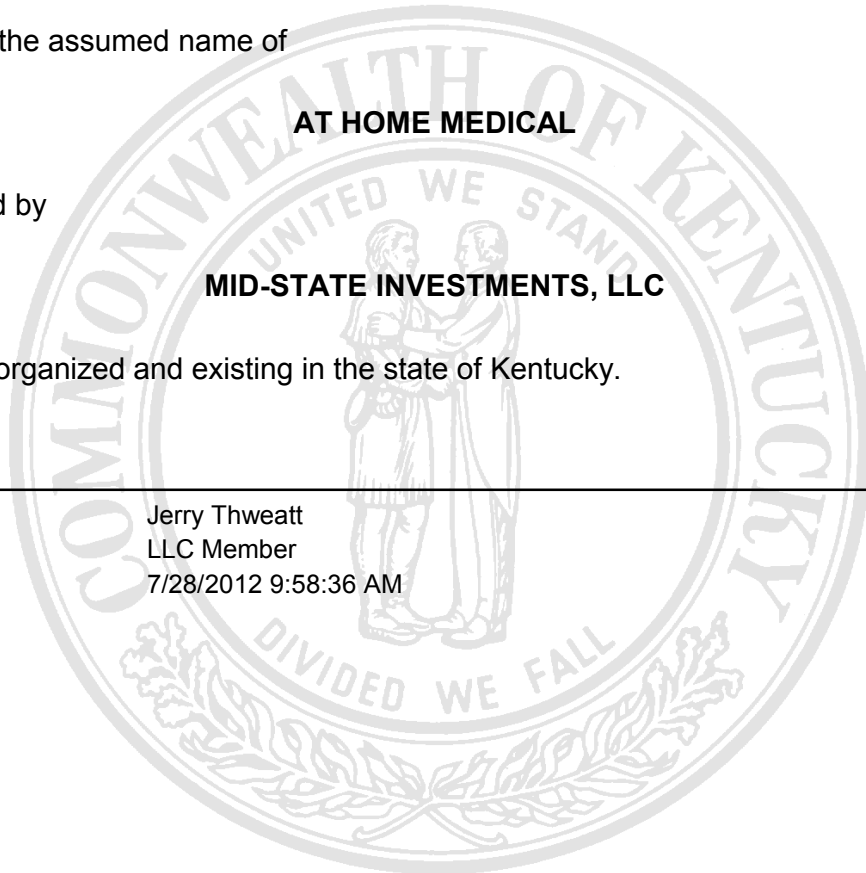 the assumed name of
AT HOME MEDICAL
d by
MID-STATE INVESTMENTS, LLC
organized and existing in the state of Kentucky.
Jerry Thweatt
LLC Member
7/28/2012 9:58:36 AM
COMMONWEALTH OF KENTUCKY
UNITED WE STAND
DIVIDED WE FALL